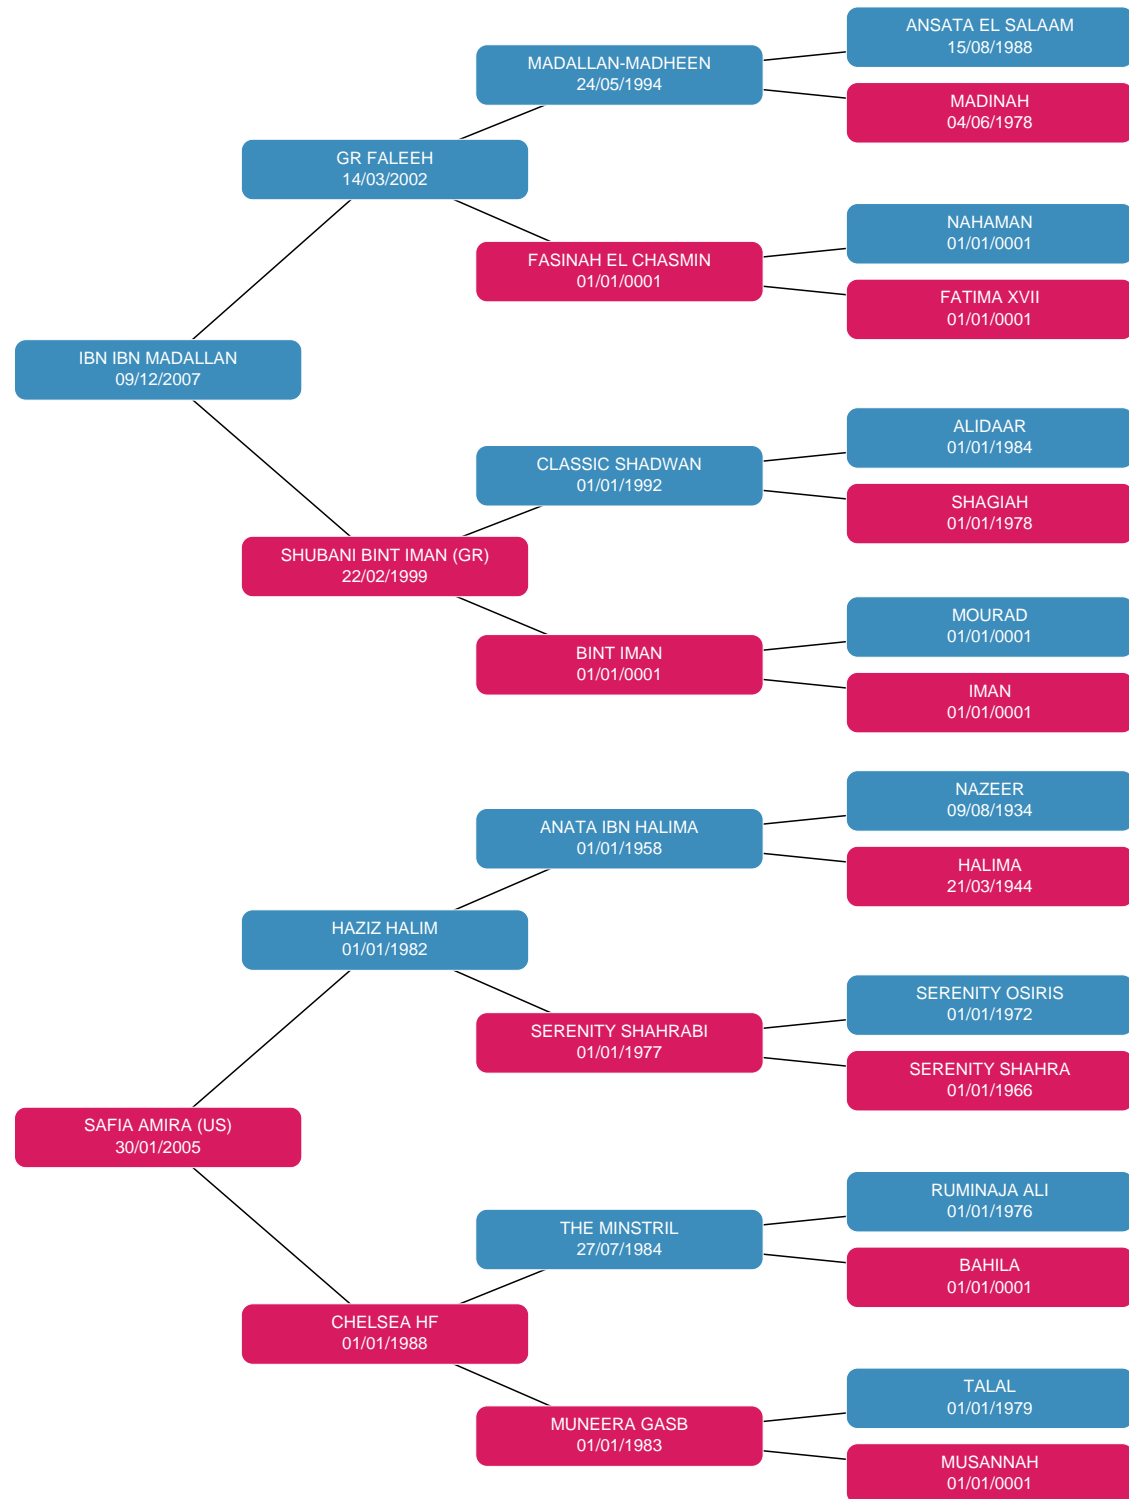 ANSATA EL SALAAM
15/08/1988
MADALLAN-MADHEEN
24/05/1994
MADINAH
04/06/1978
GR FALEEH
14/03/2002
NAHAMAN
01/01/0001
FASINAH EL CHASMIN
01/01/0001
FATIMA XVII
01/01/0001
IBN IBN MADALLAN
09/12/2007
ALIDAAR
01/01/1984
CLASSIC SHADWAN
01/01/1992
SHAGIAH
01/01/1978
SHUBANI BINT IMAN (GR)
22/02/1999
MOURAD
01/01/0001
BINT IMAN
01/01/0001
IMAN
01/01/0001
NAZEER
09/08/1934
ANATA IBN HALIMA
01/01/1958
HALIMA
21/03/1944
HAZIZ HALIM
01/01/1982
SERENITY OSIRIS
01/01/1972
SERENITY SHAHRABI
01/01/1977
SERENITY SHAHRA
01/01/1966
SAFIA AMIRA (US)
30/01/2005
RUMINAJA ALI
01/01/1976
THE MINSTRIL
27/07/1984
BAHILA
01/01/0001
CHELSEA HF
01/01/1988
TALAL
01/01/1979
MUNEERA GASB
01/01/1983
MUSANNAH
01/01/0001